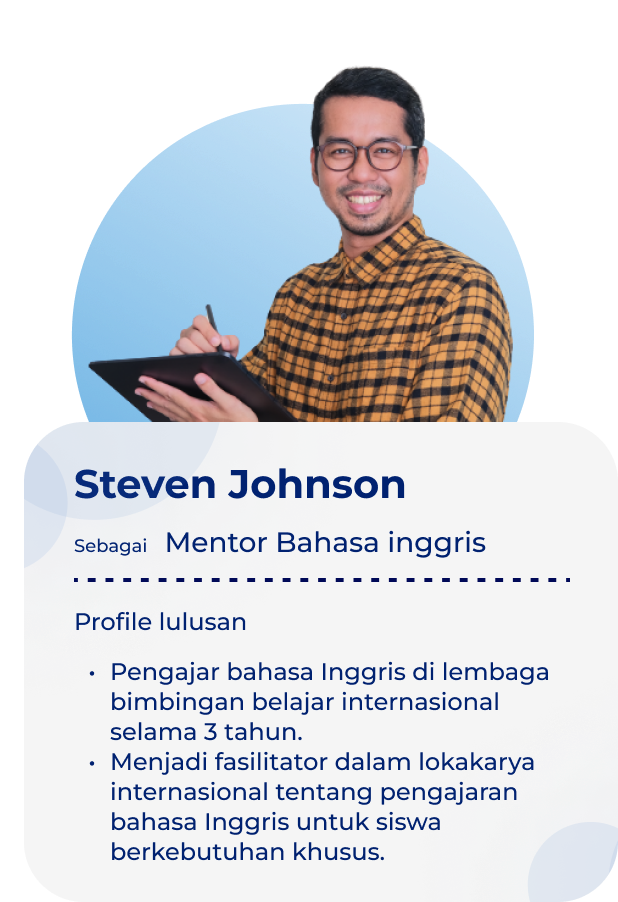 Steven Johnson
Sebagai Mentor Bahasa inggris
Profile lulusan
• Pengajar bahasa Inggris di lembaga
bimbingan belajar internasional
selama 3 tahun.
• Menjadi fasilitator dalam lokakarya
internasional tentang pengajaran
bahasa Inggris untuk siswa
berkebutuhan khusus.